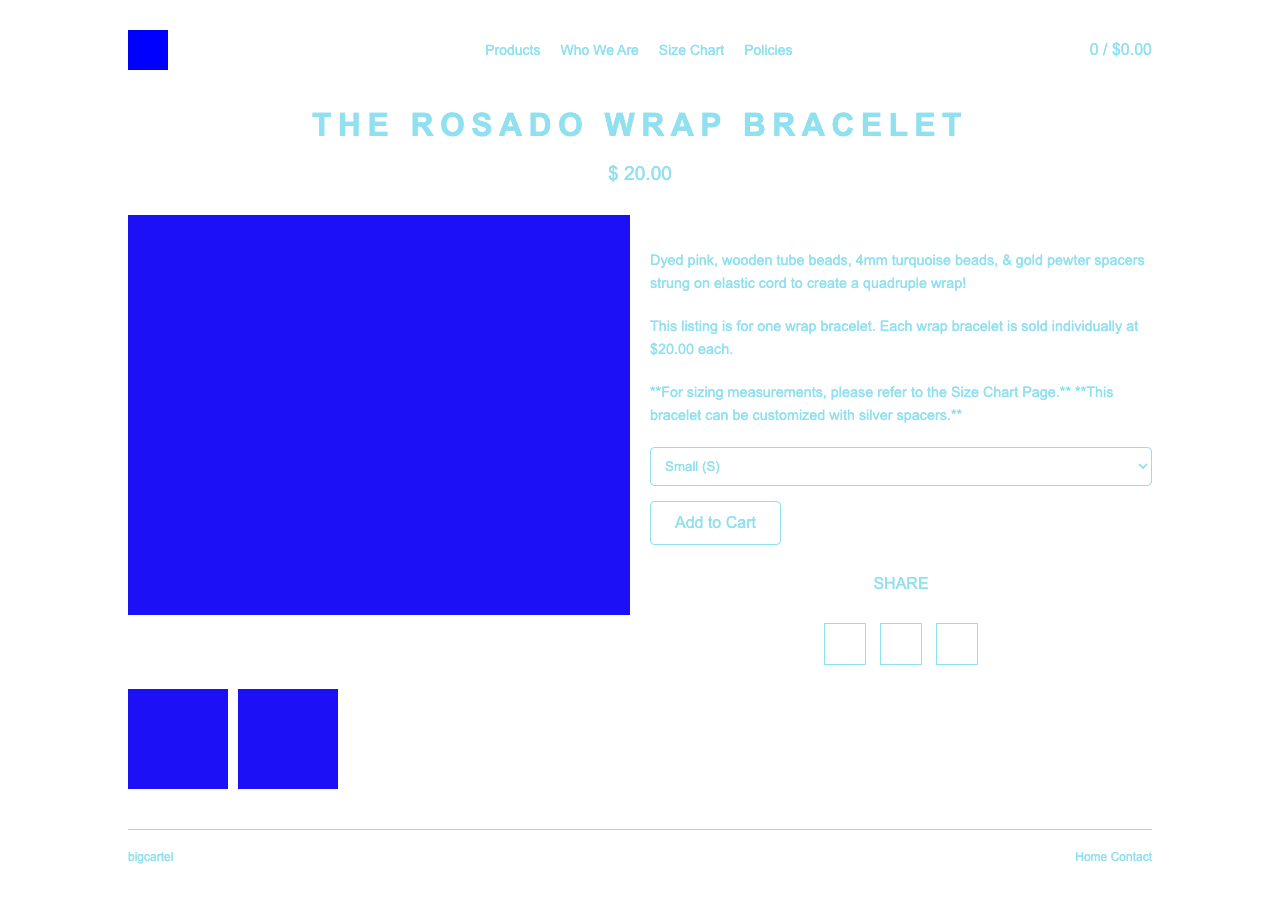 Products Who We Are Size Chart Policies 0 / $0.00
THE ROSADO WRAP BRACELET
$ 20.00
Dyed pink, wooden tube beads, 4mm turquoise beads, & gold pewter spacers
strung on elastic cord to create a quadruple wrap!
This listing is for one wrap bracelet. Each wrap bracelet is sold individually at
$20.00 each.
**For sizing measurements, please refer to the Size Chart Page.** **This
bracelet can be customized with silver spacers.**
Small (S)
Add to Cart
SHARE
bigcartel Home Contact